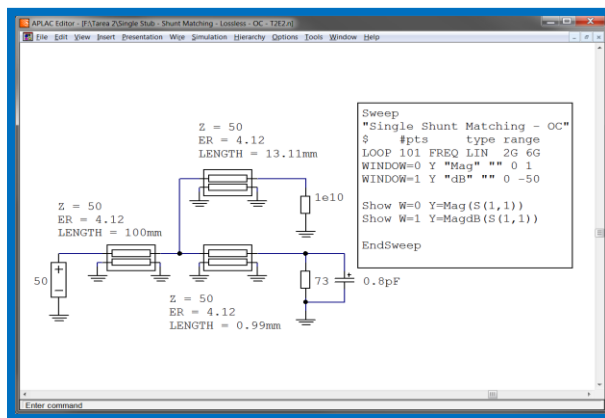 APLAC Editor - [F:\Tarea 2\Single Stub - Shunt Matching - Lossless - OC - T2E2.n]
File Edit View Insert Presentation Wire Simulation Hierarchy Options Tools Window Help
Z = 50
ER = 4.12
LENGTH = 13.11mm
1e10
Z = 50
ER = 4.12
LENGTH = 100mm
50
73
0.8pF
Z = 50
ER = 4.12
LENGTH = 0.99mm
Sweep
"Single Shunt Matching - OC"
$ #pts type range
LOOP 101 FREQ LIN 2G 6G
WINDOW=0 Y "Mag" "" 0 1
WINDOW=1 Y "dB" "" 0 -50
Show W=0 Y=Mag(S(1,1))
Show W=1 Y=MagdB(S(1,1))
EndSweep
Enter command